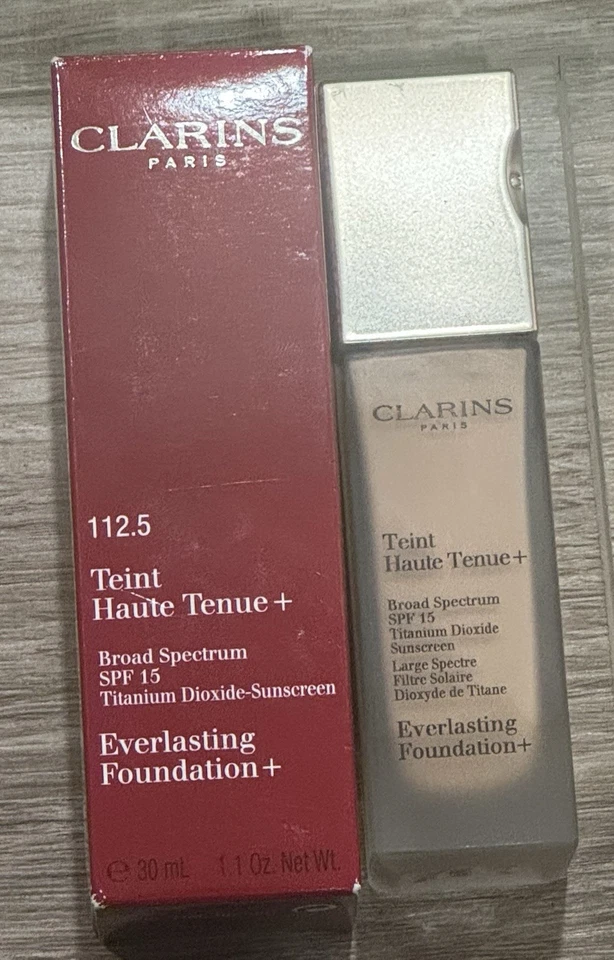 CLARINS
PARIS
112.5
Teint
Haute Tenue+
Broad Spectrum
SPF 15
Titanium Dioxide-Sunscreen
Everlasting
Foundation+
℮ 30 mL 1.1 Oz. Net Wt.
CLARINS
PARIS
Teint
Haute Tenue+
Broad Spectrum
SPF 15
Titanium Dioxide
Sunscreen
Large Spectre
Filtre Solaire
Dioxyde de Titane
Everlasting
Foundation+